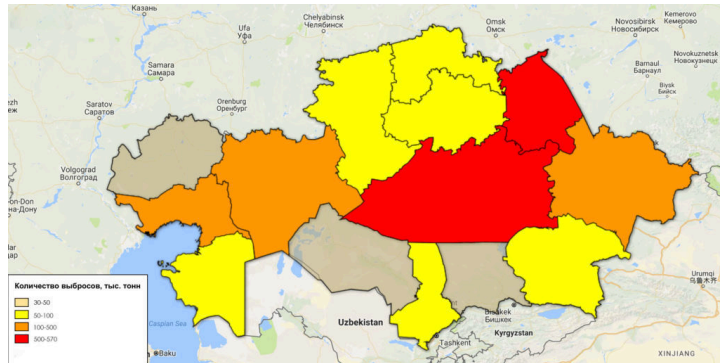 Казань
Chelyabinsk
Челябинск
Omsk
Омск
Novosibirsk
Новосибирск
Kemerovo
Кемерово
Ufa
Уфа
Samara
Самара
Barnaul
Барнаул
Novokuznetsk
Новокузнецк
Biysk
Бийск
Saratov
Саратов
Orenburg
Оренбург
Volgograd
Волгоград
Urumqi
乌鲁木齐
Количество выбросов, тыс. тонн
30-50
50-100
100-500
500-570
Caspian Sea
Baku
Uzbekistan
Tashkent
Bishkek
Бишкек
Kyrgyzstan
XINJIANG